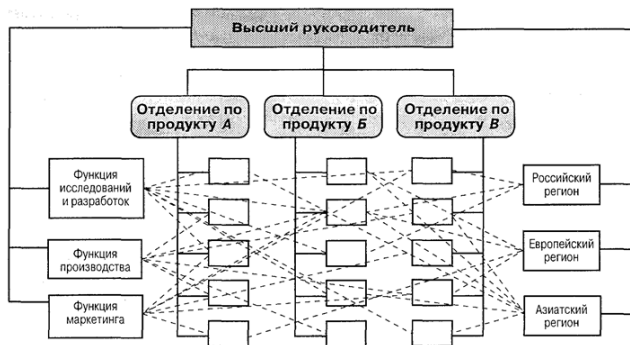 Высший руководитель
Отделение по
продукту А
Отделение по
продукту Б
Отделение по
продукту В
Функция
исследований
и разработок
Функция
производства
Функция
маркетинга
Российский
регион
Европейский
регион
Азиатский
регион